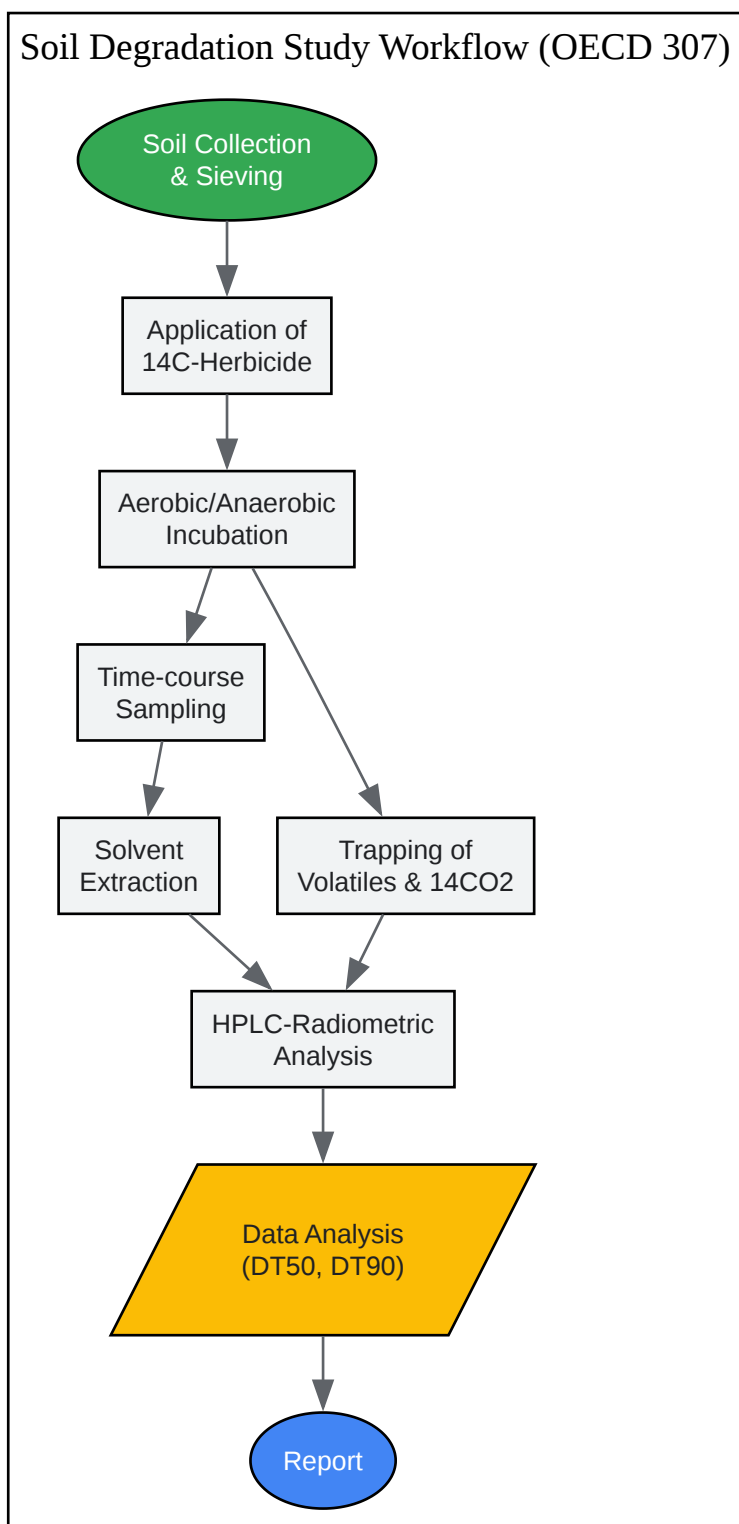 Soil Degradation Study Workflow (OECD 307)
Soil Collection
& Sieving
Application of
14C-Herbicide
Aerobic/Anaerobic
Incubation
Time-course
Sampling
Solvent
Extraction
Trapping of
Volatiles & 14CO2
HPLC-Radiometric
Analysis
Data Analysis
(DT50, DT90)
Report